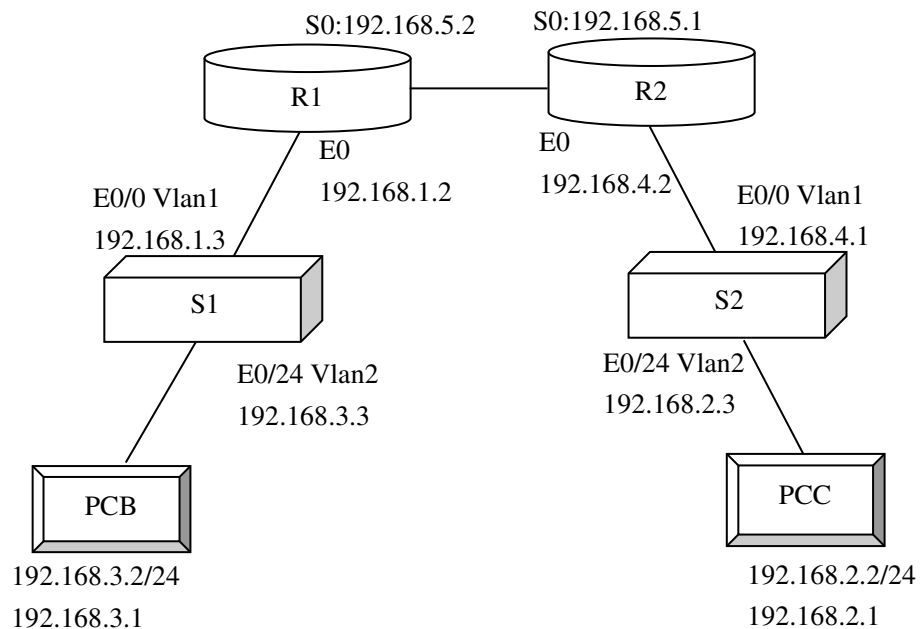 S0:192.168.5.2
S0:192.168.5.1
R1
R2
E0
192.168.1.2
E0
192.168.4.2
E0/0 Vlan1
192.168.1.3
E0/0 Vlan1
192.168.4.1
S1
S2
E0/24 Vlan2
192.168.3.3
E0/24 Vlan2
192.168.2.3
PCB
PCC
192.168.3.2/24
192.168.3.1
192.168.2.2/24
192.168.2.1